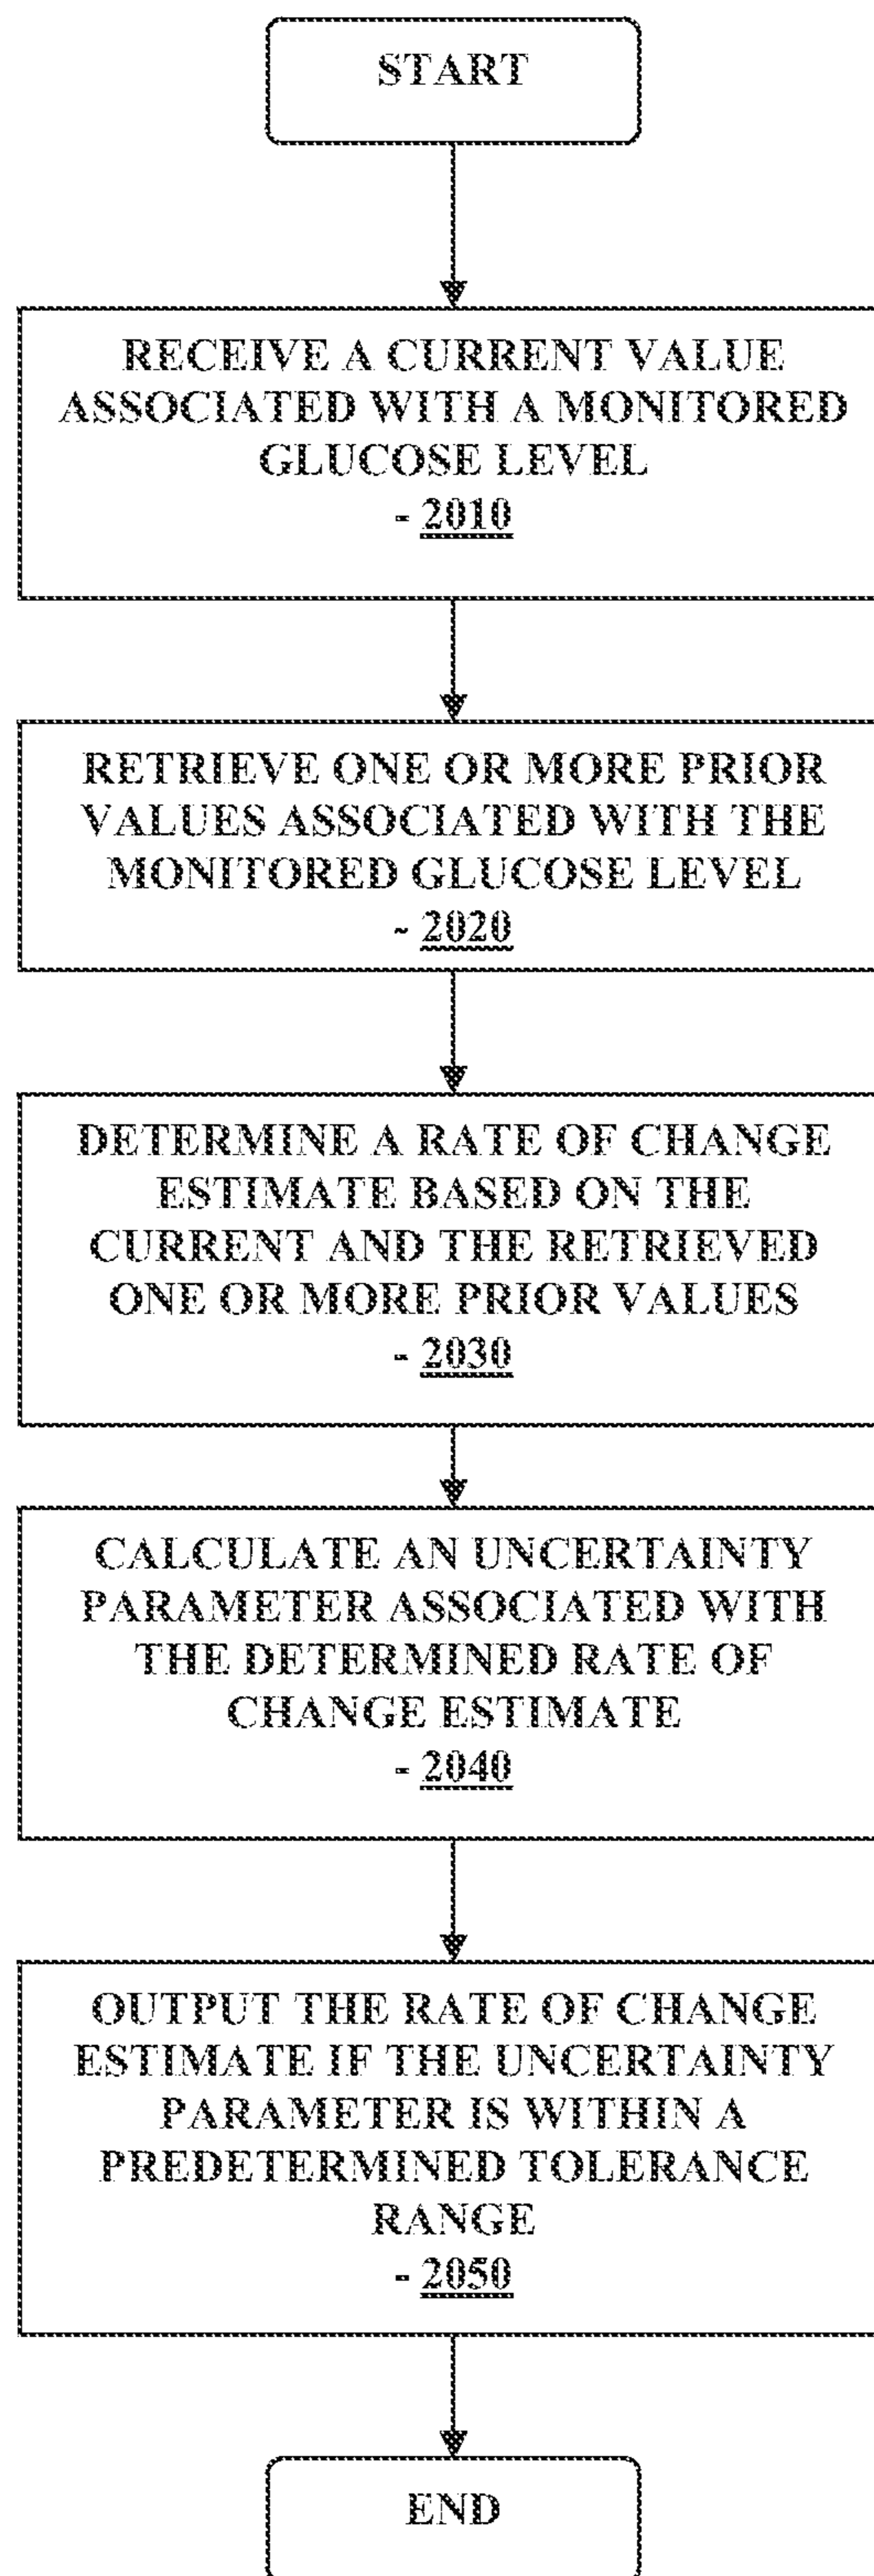 START
RECEIVE A CURRENT VALUE
ASSOCIATED WITH A MONITORED
GLUCOSE LEVEL
- 2010
RETRIEVE ONE OR MORE PRIOR
VALUES ASSOCIATED WITH THE
MONITORED GLUCOSE LEVEL
- 2020
DETERMINE A RATE OF CHANGE
ESTIMATE BASED ON THE
CURRENT AND THE RETRIEVED
ONE OR MORE PRIOR VALUES
- 2030
CALCULATE AN UNCERTAINTY
PARAMETER ASSOCIATED WITH
THE DETERMINED RATE OF
CHANGE ESTIMATE
- 2040
OUTPUT THE RATE OF CHANGE
ESTIMATE IF THE UNCERTAINTY
PARAMETER IS WITHIN A
PREDETERMINED TOLERANCE
RANGE
- 2050
END